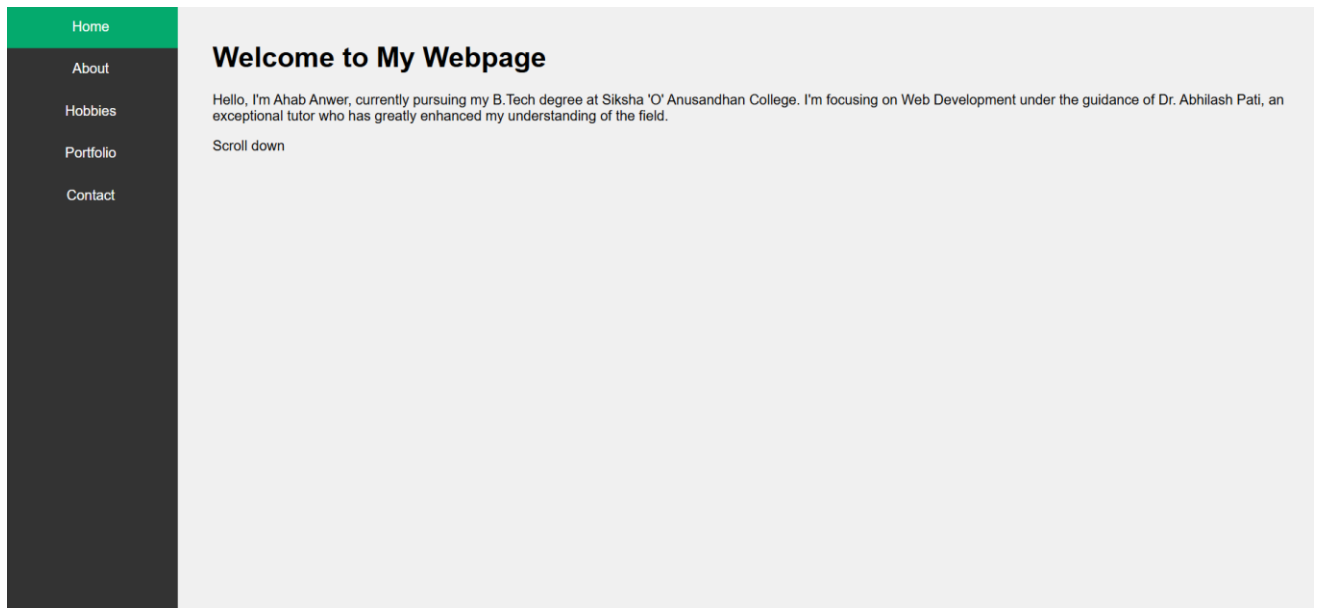 Home
About
Hobbies
Portfolio
Contact
Welcome to My Webpage
Hello, I'm Ahab Anwer, currently pursuing my B.Tech degree at Siksha 'O' Anusandhan College. I'm focusing on Web Development under the guidance of Dr. Abhilash Pati, an
exceptional tutor who has greatly enhanced my understanding of the field.
Scroll down